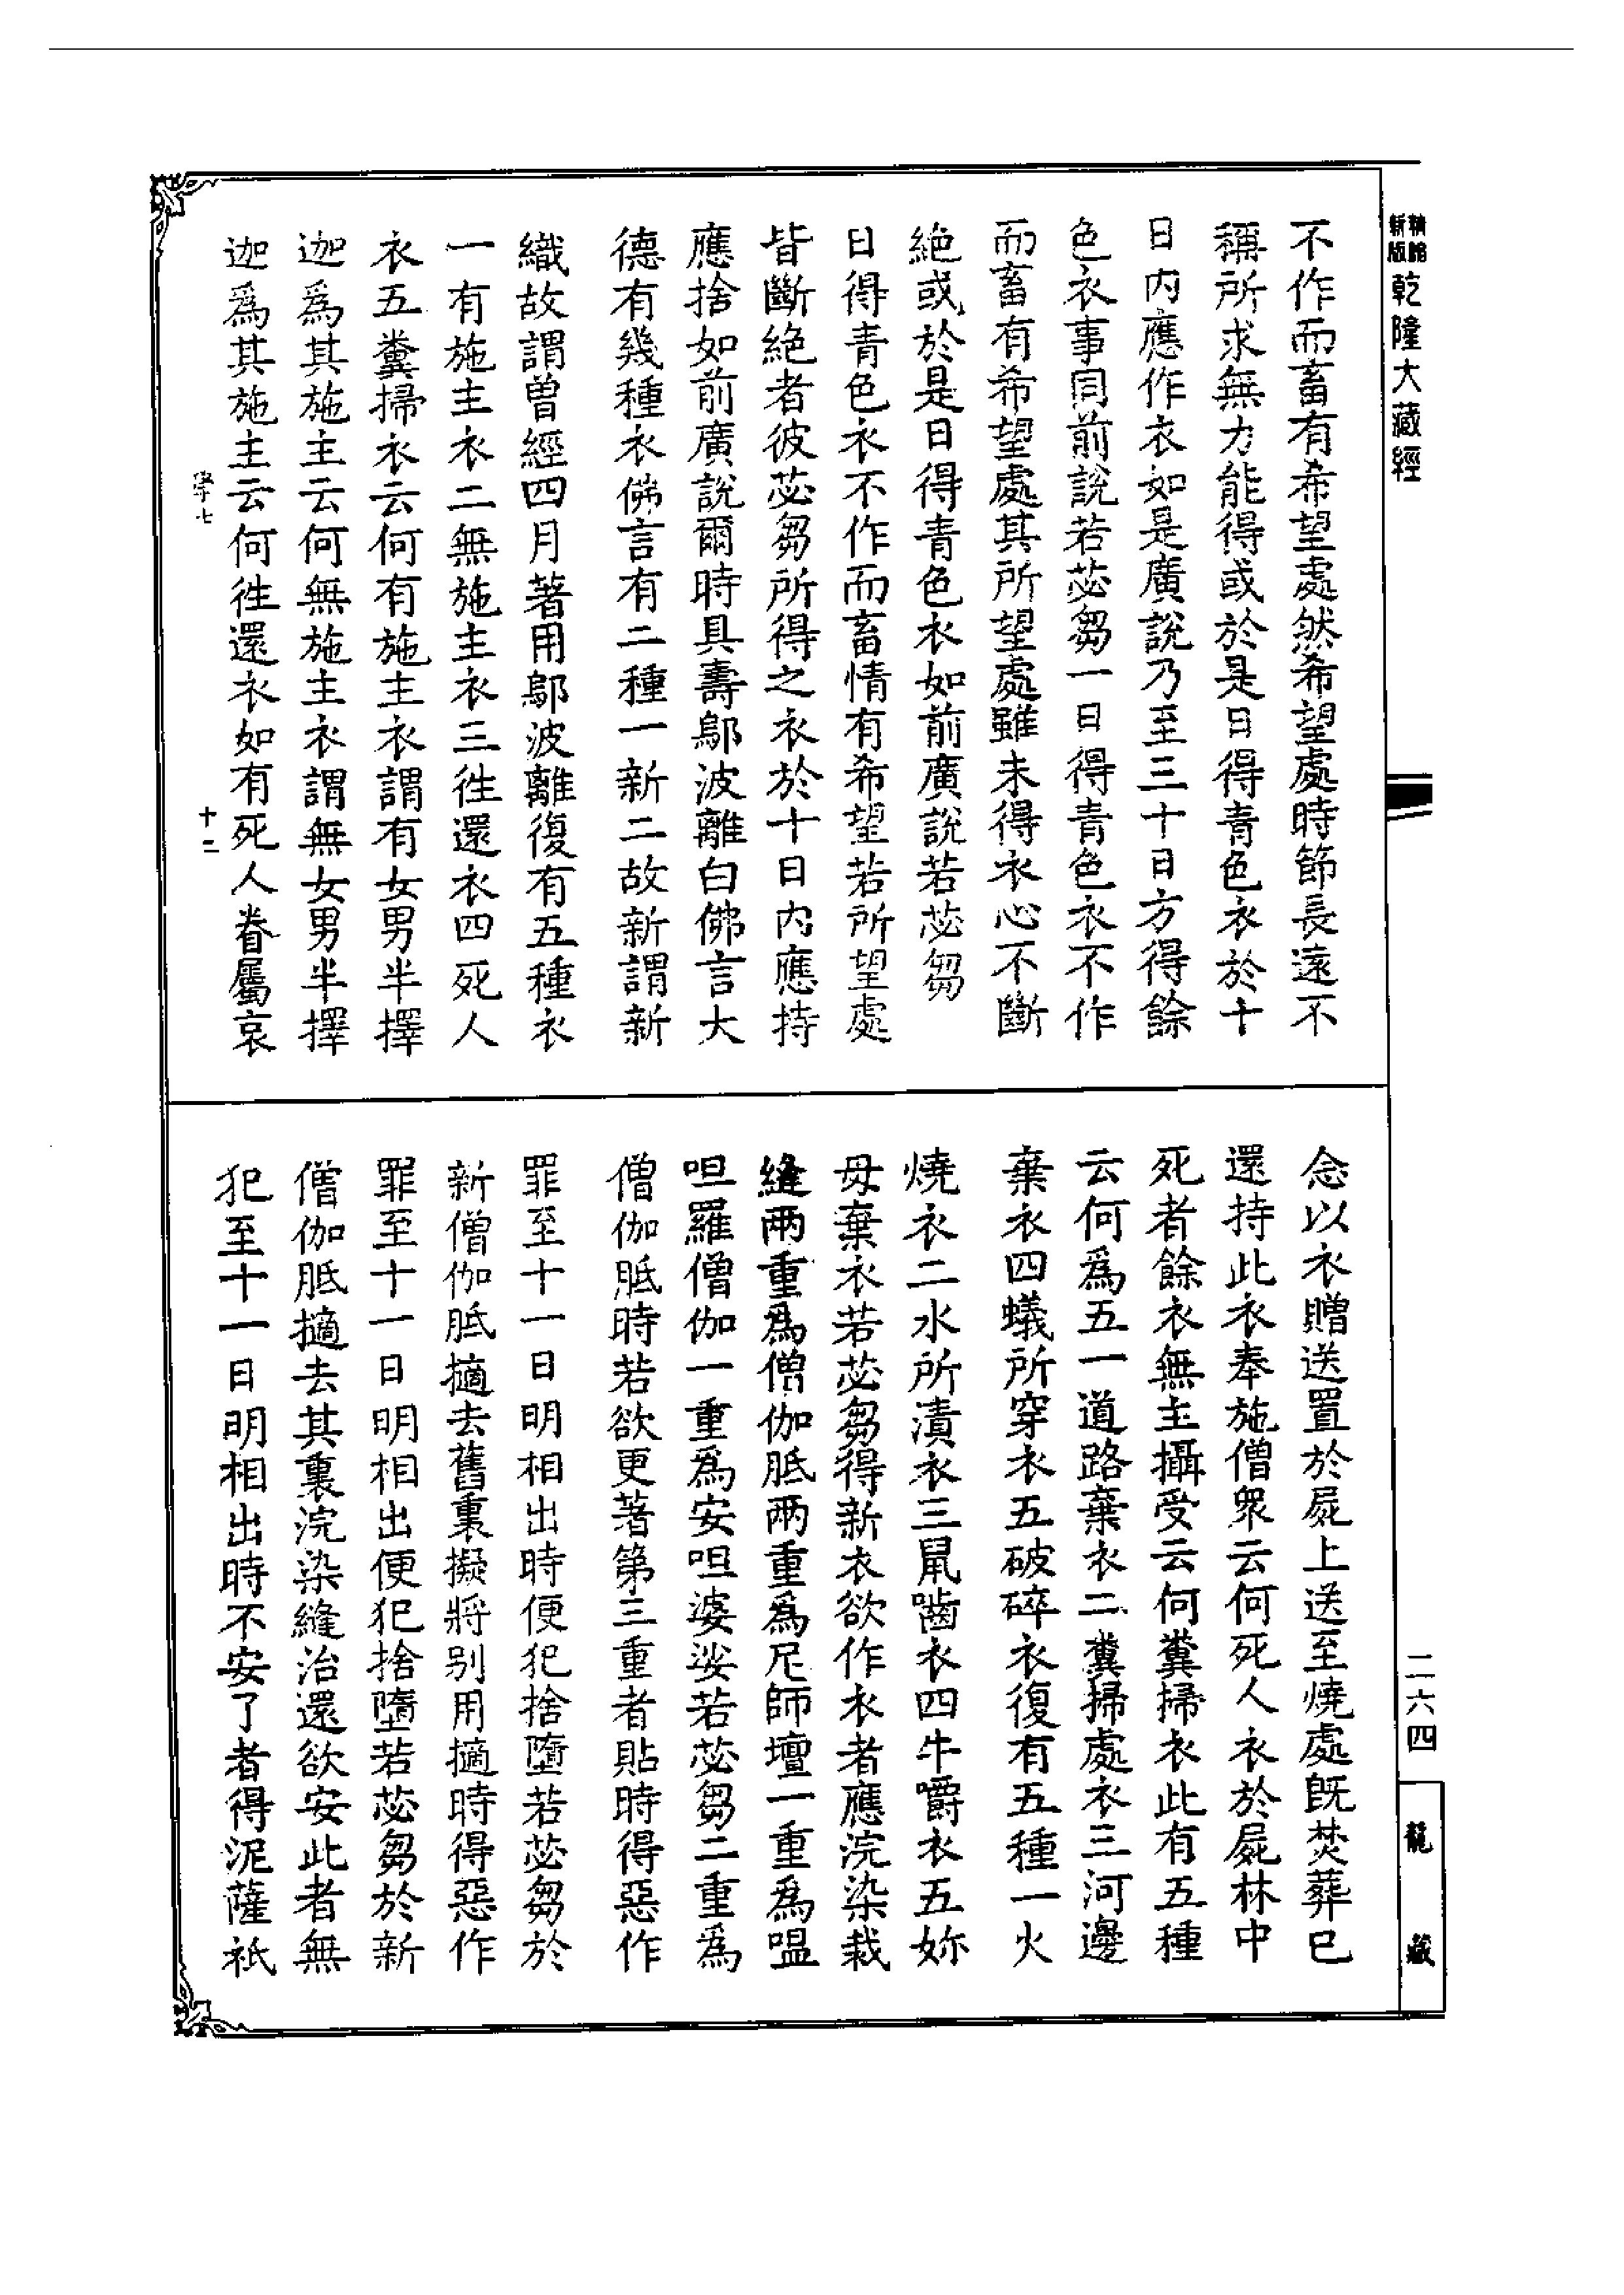 新版
精縮
乾隆大藏經
不作而畜有希望處然希望處時節長遠不
稱所求無力能得或於是日得青色衣於十
日内應作衣如是廣說乃至三十日方得餘
色衣事同前說若苾芻一日得青色衣不作
而畜有希望處其所望處雖未得衣心不斷
絶或於是日得青色衣如前廣說若苾芻
日得青色衣不作而畜情有希望若所望處
皆斷絶者彼苾芻所得之衣於十日内應持
應捨如前廣說爾時具壽鄔波離白佛言大
德有幾種衣佛言有二種一新二故新謂新
織故謂曾經四月著用鄔波離復有五種衣
一有施主衣二無施主衣三徃還衣四死人
衣五糞掃衣云何有施主衣謂有女男半擇
迦爲其施主云何無施主衣謂無女男半擇
迦爲其施主云何徃還衣如有死人眷屬哀
學七
十二
念以衣贈送置於屍上送至燒處旣焚葬已
還持此衣奉施僧衆云何死人衣於屍林中
死者餘衣無主攝受云何糞掃衣此有五種
云何爲五一道路棄衣二糞掃處衣三河邊
棄衣四蟻所穿衣五破碎衣復有五種一火
燒衣二水所漬衣三鼠嚙衣四牛嚼衣五妳
母棄衣若苾芻得新衣欲作衣者應浣染裁
縫兩重爲僧伽胝兩重爲尼師壇一重爲嗢
呾羅僧伽一重爲安呾婆娑若苾芻二重爲
僧伽胝時若欲更著第三重者貼時得惡作
罪至十一日明相出時便犯捨墮若苾芻於
新僧伽胝擿去舊裏擬將别用擿時得惡作
罪至十一日明相出便犯捨墮若苾芻於新
僧伽胝擿去其裏浣染縫治還欲安此者無
犯至十一日明相出時不安了者得泥薩祇
二六四
龍藏